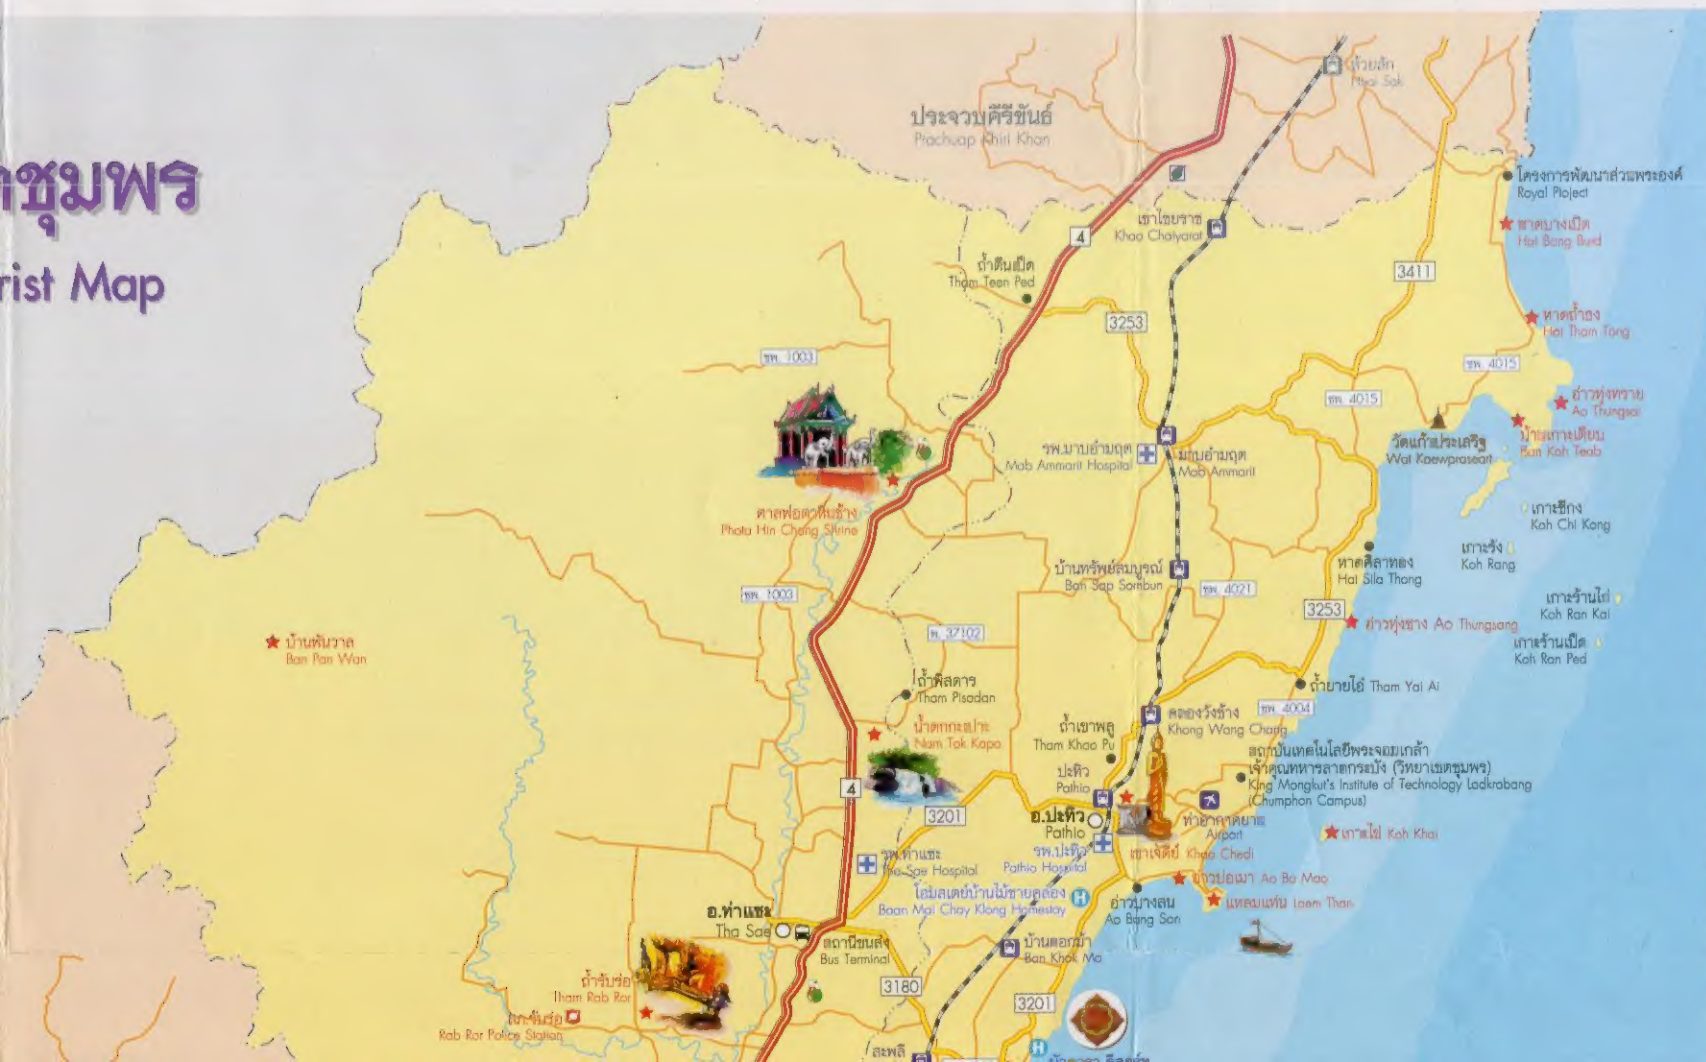 ชุมพร
rist Map
ประจวบคีรีขันธ์
Prachuap Khiri Khan
ห้วยสัก
โครงการพัฒนาส่วนพระองค์
Royal Project
หาดบางเบิด
Hat Bang Burd
เขาไชยราช
Khao Chaiyarat
4
3411
ถ้ำตีนเป็ด
Tham Teen Ped
3253
หาดถ้ำธง
Hat Tham Tong
ชพ. 1003
ชพ. 4015
ชพ. 4015
อ่าวทุ่งทราย
Ao Thungsai
บ้านเกาะเตียบ
Ban Koh Teab
วัดแก้วประเสริฐ
Wat Kaewpraseart
รพ.มาบอำมฤต
Mab Ammarit Hospital
มาบอำมฤต
Mab Ammarit
ศาลพ่อตาหินช้าง
Photu Hin Chang Shrine
เกาะซีกง
Koh Chi Kong
เกาะรัง
Koh Rang
หาดศิลาทอง
Hat Sila Thong
บ้านทรัพย์สมบูรณ์
Ban Sap Sombun
ชพ. 4021
ชพ. 1003
3253
เกาะร้านไก่
Koh Ran Kai
อ่าวทุ่งซาง Ao Thungsang
เกาะร้านเป็ด
Koh Ran Ped
พ. 37102
บ้านพันวาล
Ban Pan Wan
ถ้ำพิสดาร
Tham Pisadan
ถ้ำยายไอ๋ Tham Yai Ai
ชพ. 4004
คลองวังช้าง
Khong Wang Chang
น้ำตกกะเปาะ
Nam Tok Kapo
ถ้ำเขาพลู
Tham Khao Pu
สถาบันเทคโนโลยีพระจอมเกล้า
เจ้าคุณทหารลาดกระบัง (วิทยาเขตชุมพร)
King Mongkut's Institute of Technology Ladkrabang
(Chumphon Campus)
ปะทิว
Pathio
4
3201
อ.ปะทิว
Pathio
ท่าอากาศยาน
Airport
เกาะไข่ Koh Khai
รพ.ปะทิว
Pathio Hospital
เขาเจดีย์ Khao Chedi
รพ.ท่าแซะ
Tha Sae Hospital
อ่าวบ่อเมา Ao Bo Mao
โฮมสเตย์บ้านไม้ชายคลอง
Baan Mai Chay Klong Homestay
อ่าวบางสน
Ao Bang Son
แหลมแท่น Laem Than
อ.ท่าแซะ
Tha Sae
สถานีขนส่ง
Bus Terminal
บ้านคอกม้า
Ban Khok Ma
ถ้ำรับร่อ
Tham Rab Ror
3180
3201
Rab Ror Police Station
สะพลี